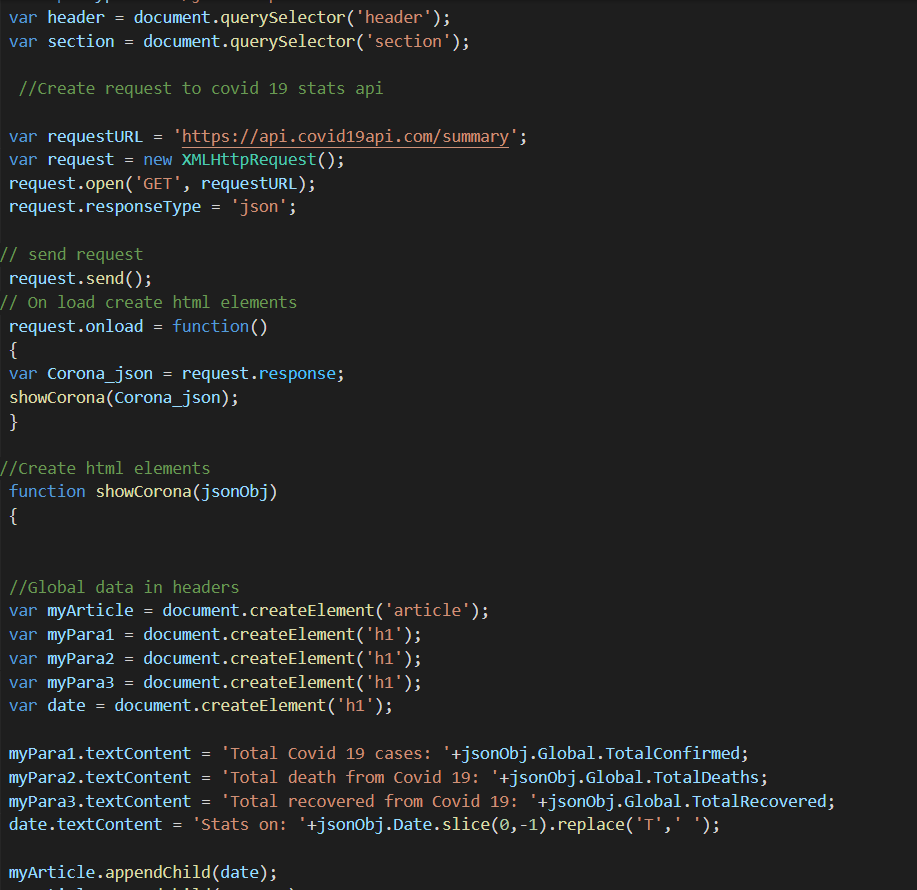 var header = document.querySelector('header');
var section = document.querySelector('section');
//Create request to covid 19 stats api
var requestURL = 'https://api.covid19api.com/summary';
var request = new XMLHttpRequest();
request.open('GET', requestURL);
request.responseType = 'json';
// send request
request.send();
// On load create html elements
request.onload = function()
{
var Corona_json = request.response;
showCorona(Corona_json);
}
//Create html elements
function showCorona(jsonObj)
{
//Global data in headers
var myArticle = document.createElement('article');
var myPara1 = document.createElement('h1');
var myPara2 = document.createElement('h1');
var myPara3 = document.createElement('h1');
var date = document.createElement('h1');
myPara1.textContent = 'Total Covid 19 cases: '+jsonObj.Global.TotalConfirmed;
myPara2.textContent = 'Total death from Covid 19: '+jsonObj.Global.TotalDeaths;
myPara3.textContent = 'Total recovered from Covid 19: '+jsonObj.Global.TotalRecovered;
date.textContent = 'Stats on: '+jsonObj.Date.slice(0,-1).replace('T',' ');
myArticle.appendChild(date);